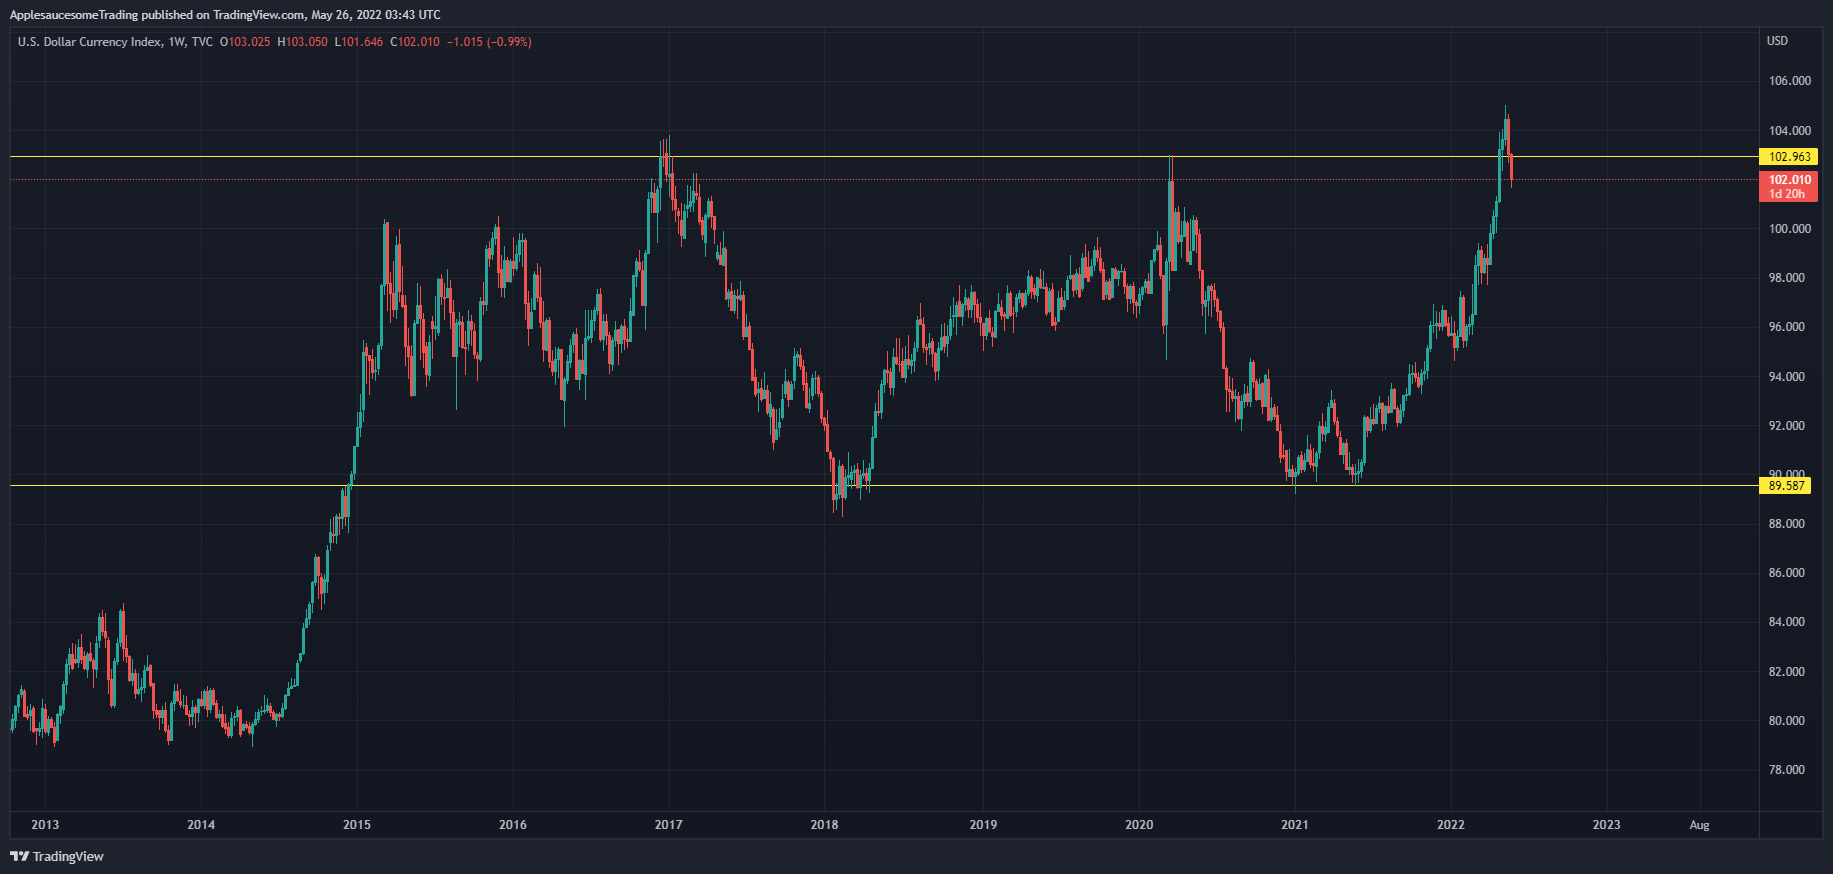 ApplesaucesomeTrading published on TradingView.com, May 26, 2022 03:43 UTC
U.S. Dollar Currency Index, 1W, TVC O103.025 H103.050 L101.646 C102.010 −1.015 (−0.99%)
USD
106.000
104.000
102.963
102.010
1d 20h
100.000
98.000
96.000
94.000
92.000
90.000
89.587
88.000
86.000
84.000
82.000
80.000
78.000
2013 2014 2015 2016 2017 2018 2019 2020 2021 2022 2023 Aug
TradingView